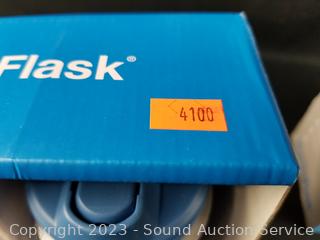 Flask®
4100
Copyright 2023 - Sound Auction Service